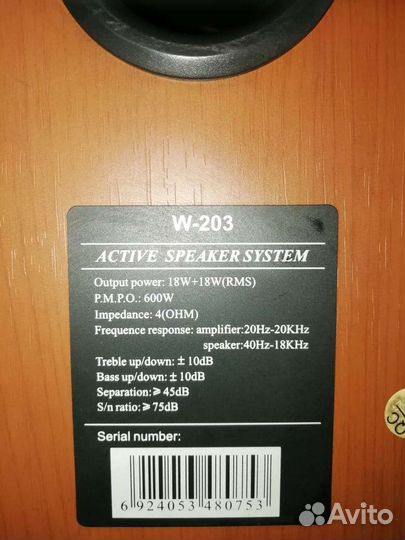 W-203
ACTIVE SPEAKER SYSTEM
Output power: 18W+18W(RMS)
P.M.P.O.: 600W
Impedance: 4(OHM)
Frequence response: amplifier:20Hz-20KHz
speaker:40Hz-18KHz
Treble up/down: ±10dB
Bass up/down: ±10dB
Separation:≥45dB
S/n ratio:≥75dB
Serial number:
6 924053 480753
Avito